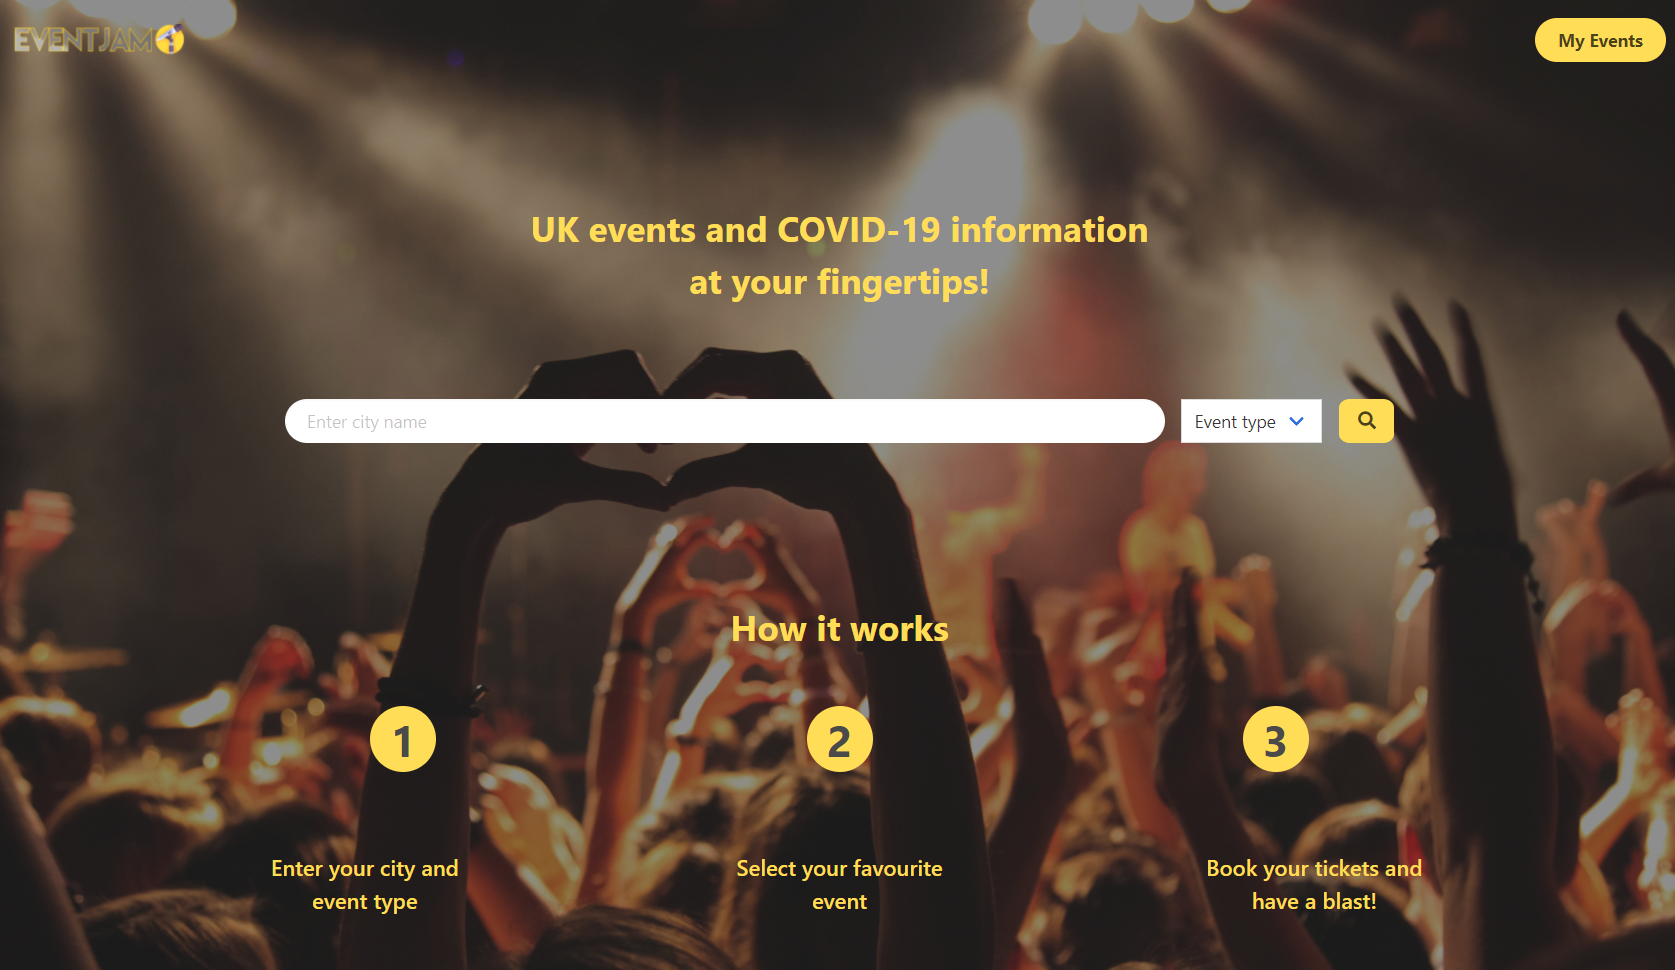 EVENTJAM
My Events
UK events and COVID-19 information
at your fingertips!
Enter city name
Event type
How it works
1
2
3
Enter your city and
event type
Select your favourite
event
Book your tickets and
have a blast!